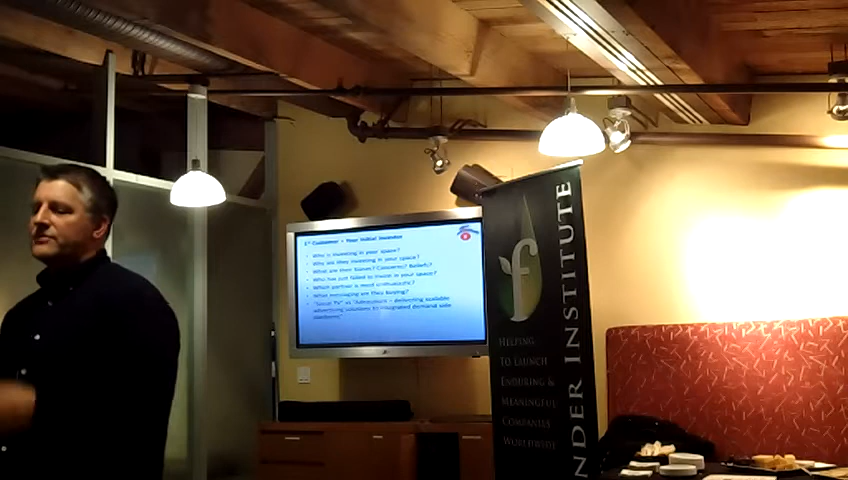 1st Customer – Your Initial Investor
Who is investing in your space?
Why are they investing in your space?
What are their biases? Concerns? Beliefs?
Who has just failed to invest in your space?
Which partner is most enthusiastic?
What messaging are they buying?
"Social TV" vs "Adtech
– delivering scalable
advertising solutions to integrated demand side
f
HELPING
TO LAUNCH
ENDURING &
MEANINGFUL
COMPANIES
WORLDWIDE
NDER INSTITUTE